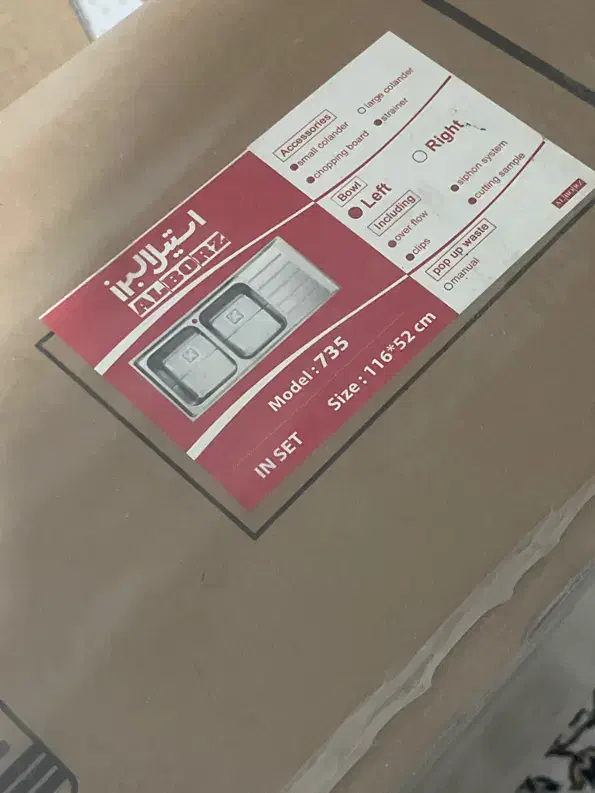 استیل البرز
ALBORZ
Model : 735
Size : 116*52 cm
IN SET
Accessories
small colander
large colander
chopping board
strainer
Bowl
Left
Right
Including
over flow
siphon system
clips
cutting sample
pop up waste
manual
ALBORZ